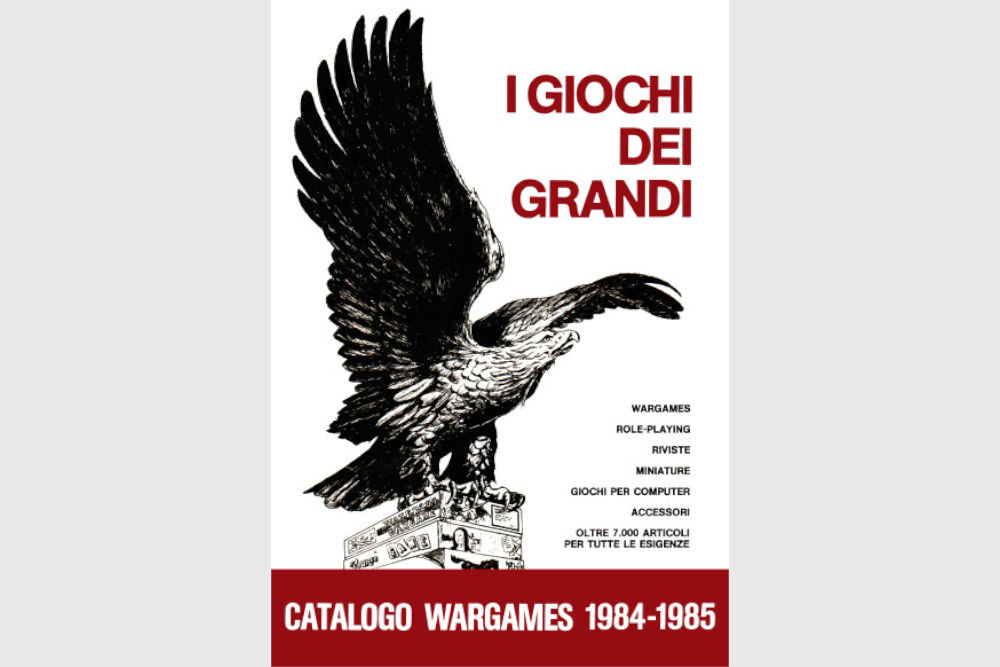 I GIOCHI
DEI
GRANDI
WARGAMES
ROLE-PLAYING
RIVISTE
MINIATURE
GIOCHI PER COMPUTER
ACCESSORI
OLTRE 7.000 ARTICOLI
PER TUTTE LE ESIGENZE
GAME
CATALOGO WARGAMES 1984-1985